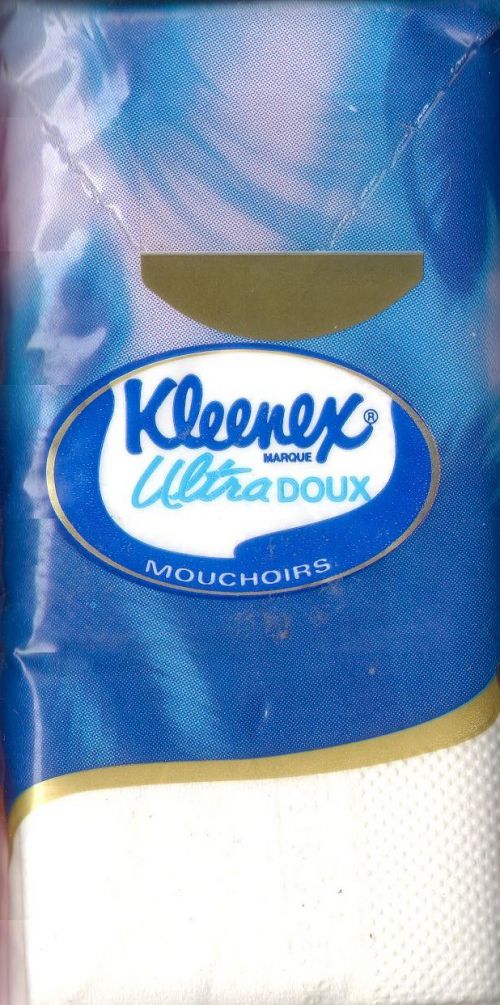 Kleenex®
MARQUE
Ultra DOUX
MOUCHOIRS